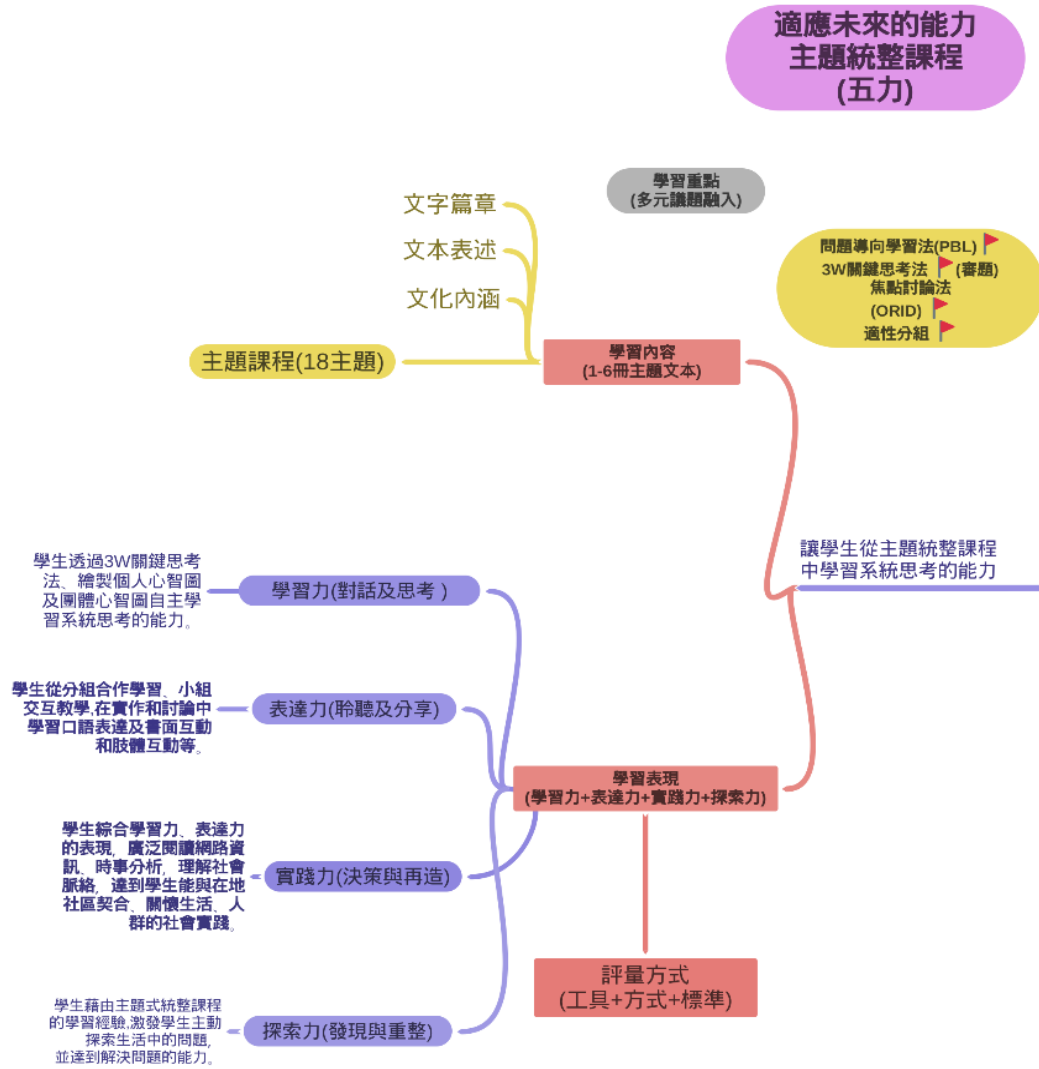 適應未來的能力
主題統整課程
(五力)
學習重點
(多元議題融入)
文字篇章
文本表述
文化內涵
問題導向學習法(PBL)
3W關鍵思考法 (審題)
焦點討論法
(ORID)
適性分組
主題課程(18主題)
學習內容
(1-6冊主題文本)
讓學生從主題統整課程
中學習系統思考的能力
學生透過3W關鍵思考
法、繪製個人心智圖
及團體心智圖自主學
習系統思考的能力。
學習力(對話及思考 )
學生從分組合作學習、小組
交互教學,在實作和討論中
學習口語表達及書面互動
和肢體互動等。
表達力(聆聽及分享)
學習表現
(學習力+表達力+實踐力+探索力)
學生綜合學習力、表達力
的表現，廣泛閱讀網路資
訊、時事分析，理解社會
脈絡，達到學生能與在地
社區契合、關懷生活、人
群的社會實踐。
實踐力(決策與再造)
評量方式
(工具+方式+標準)
學生藉由主題式統整課程
的學習經驗,激發學生主動
探索生活中的問題,
並達到解決問題的能力。
探索力(發現與重整)